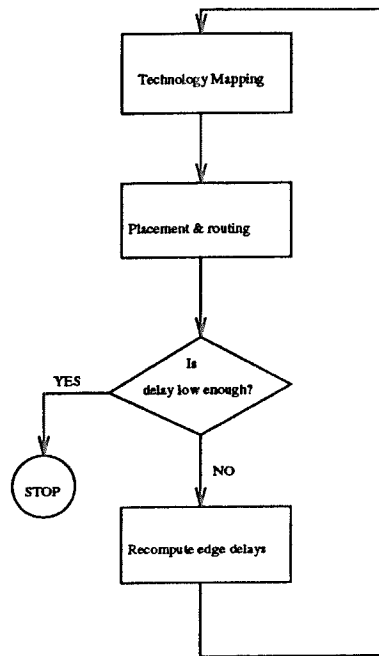 Technology Mapping
Placement & routing
Is
delay low enough?
YES
NO
STOP
Recompute edge delays